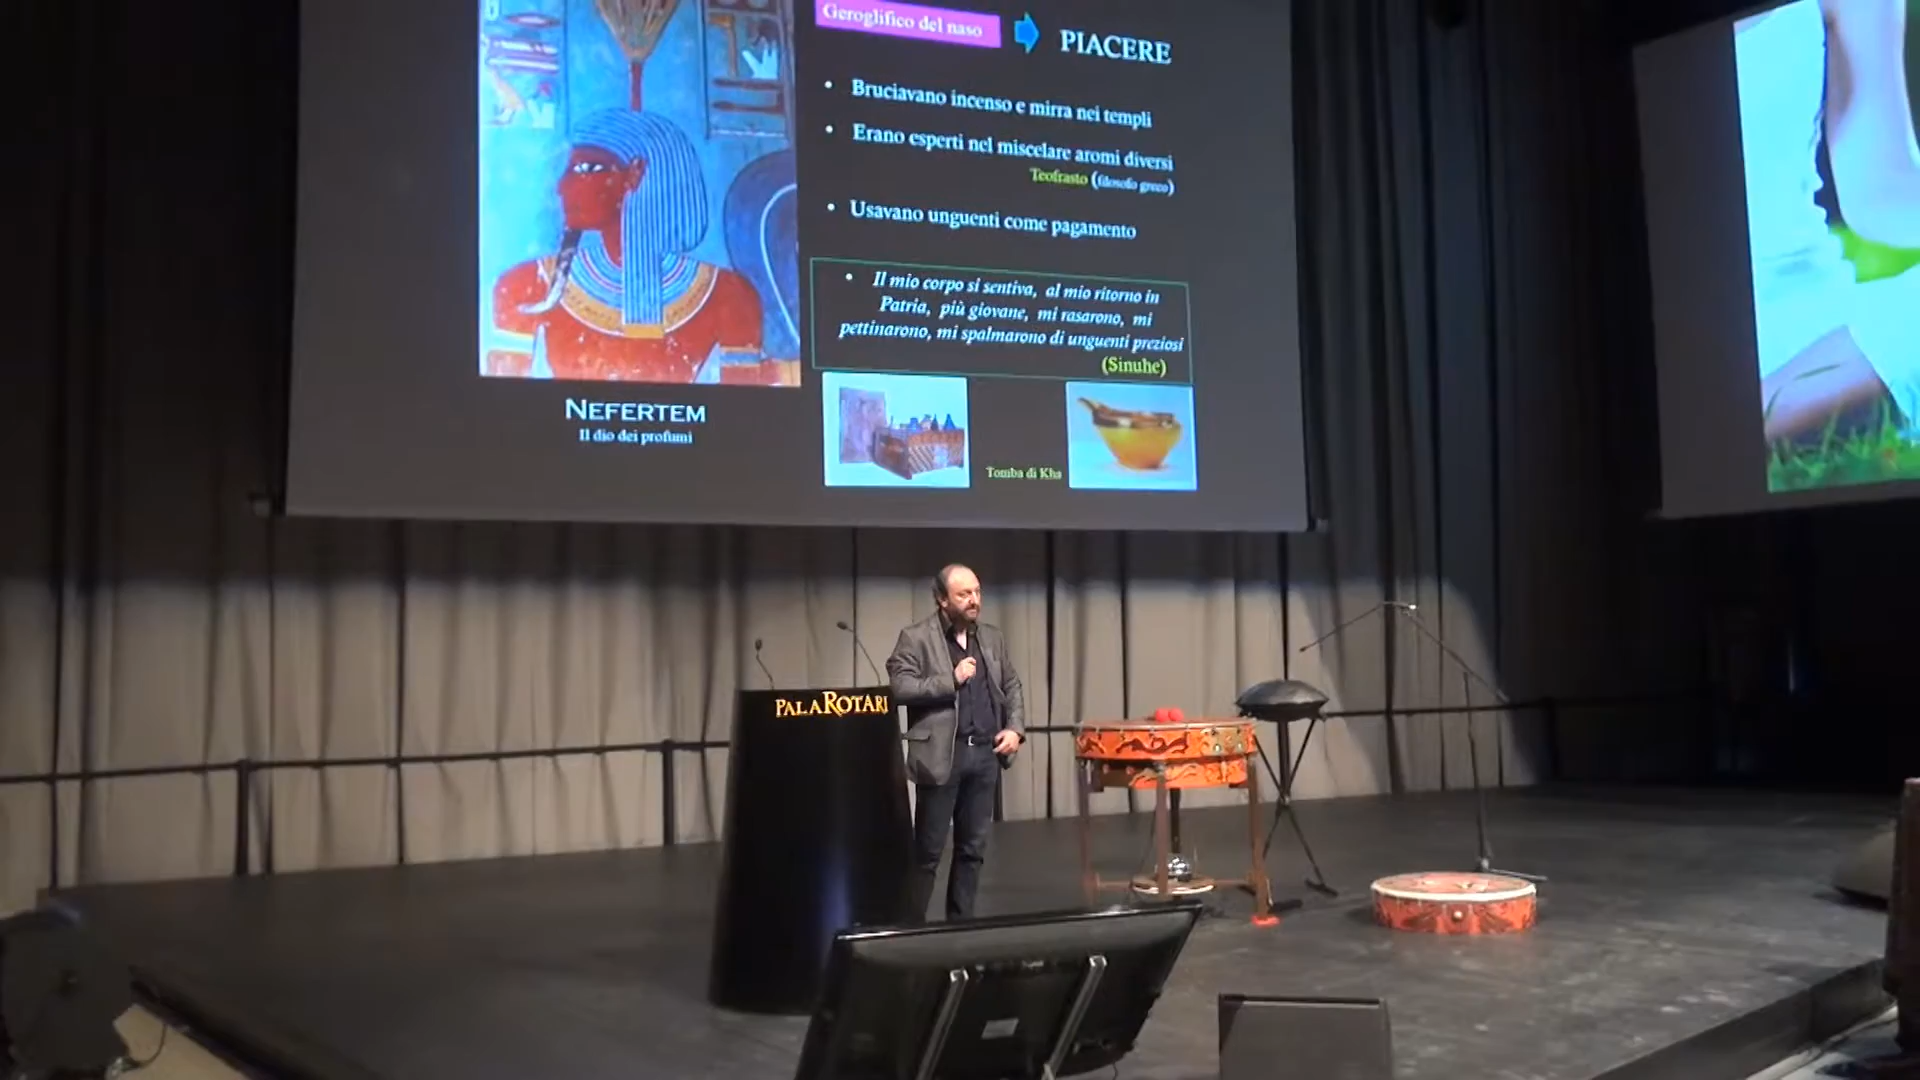 Geroglifico del naso
PIACERE
• Bruciavano incenso e mirra nei templi
• Erano esperti nel miscelare aromi diversi
Teofrasto (filosofo greco)
• Usavano unguenti come pagamento
• Il mio corpo si sentiva, al mio ritorno in
Patria, più giovane, mi rasarono, mi
pettinarono, mi spalmarono di unguenti preziosi
(Sinuhe)
NEFERTEM
Il dio dei profumi
Tomba di Kha
PALAROTARI